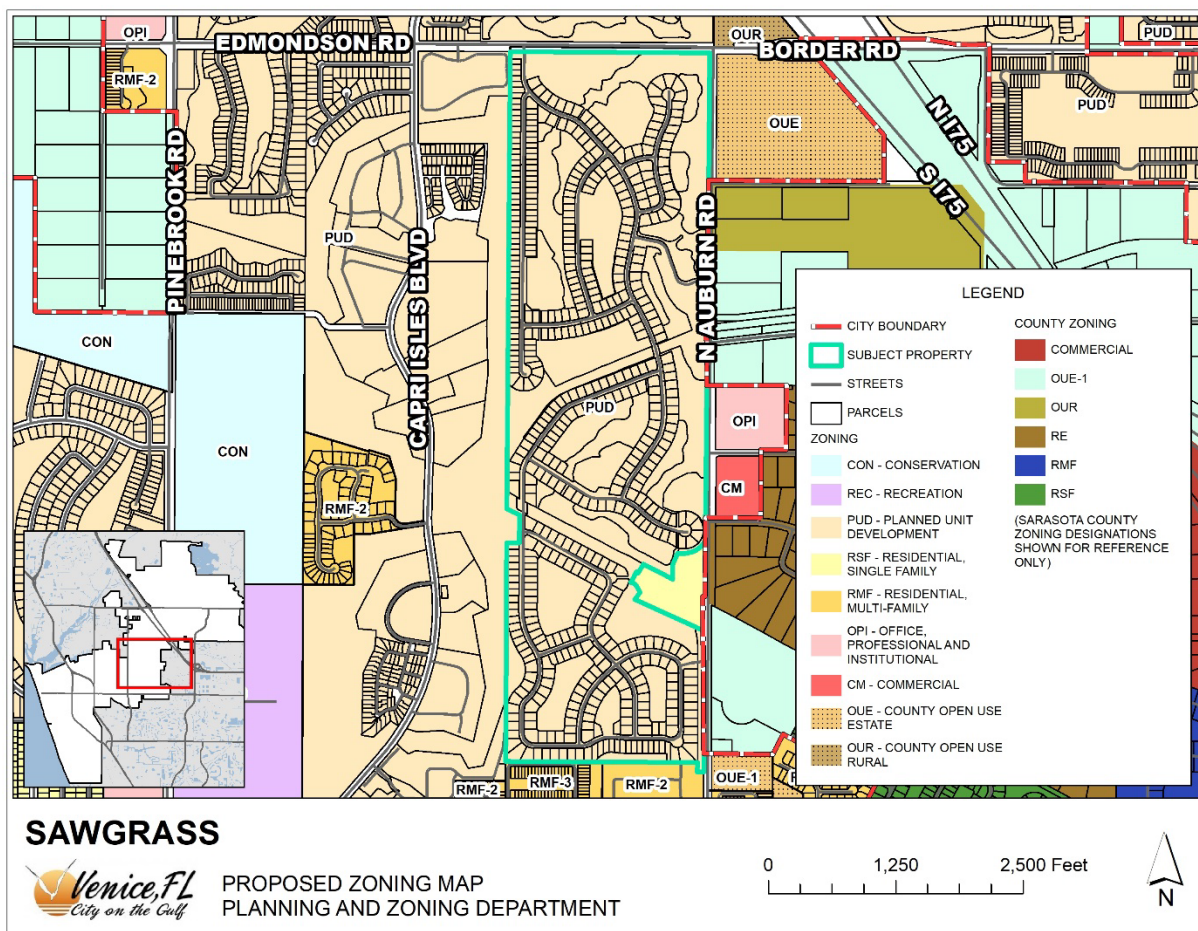 OPI
EDMONDSON RD
OUR
BORDER RD
PUD
RMF-2
PUD
OUE
N I75
S I75
PINEBROOK RD
PUD
CAPRI ISLES BLVD
N AUBURN RD
CON
CON
PUD
OPI
CM
RMF-2
RMF-2
RMF-3
RMF-2
OUE-1
LEGEND
CITY BOUNDARY
SUBJECT PROPERTY
STREETS
PARCELS
ZONING
CON - CONSERVATION
REC - RECREATION
PUD - PLANNED UNIT
DEVELOPMENT
RSF - RESIDENTIAL,
SINGLE FAMILY
RMF - RESIDENTIAL,
MULTI-FAMILY
OPI - OFFICE,
PROFESSIONAL AND
INSTITUTIONAL
CM - COMMERCIAL
OUE - COUNTY OPEN USE
ESTATE
OUR - COUNTY OPEN USE
RURAL
COUNTY ZONING
COMMERCIAL
OUE-1
OUR
RE
RMF
RSF
(SARASOTA COUNTY
ZONING DESIGNATIONS
SHOWN FOR REFERENCE
ONLY)
SAWGRASS
Venice, FL
City on the Gulf
PROPOSED ZONING MAP
PLANNING AND ZONING DEPARTMENT
0 1,250 2,500 Feet
N